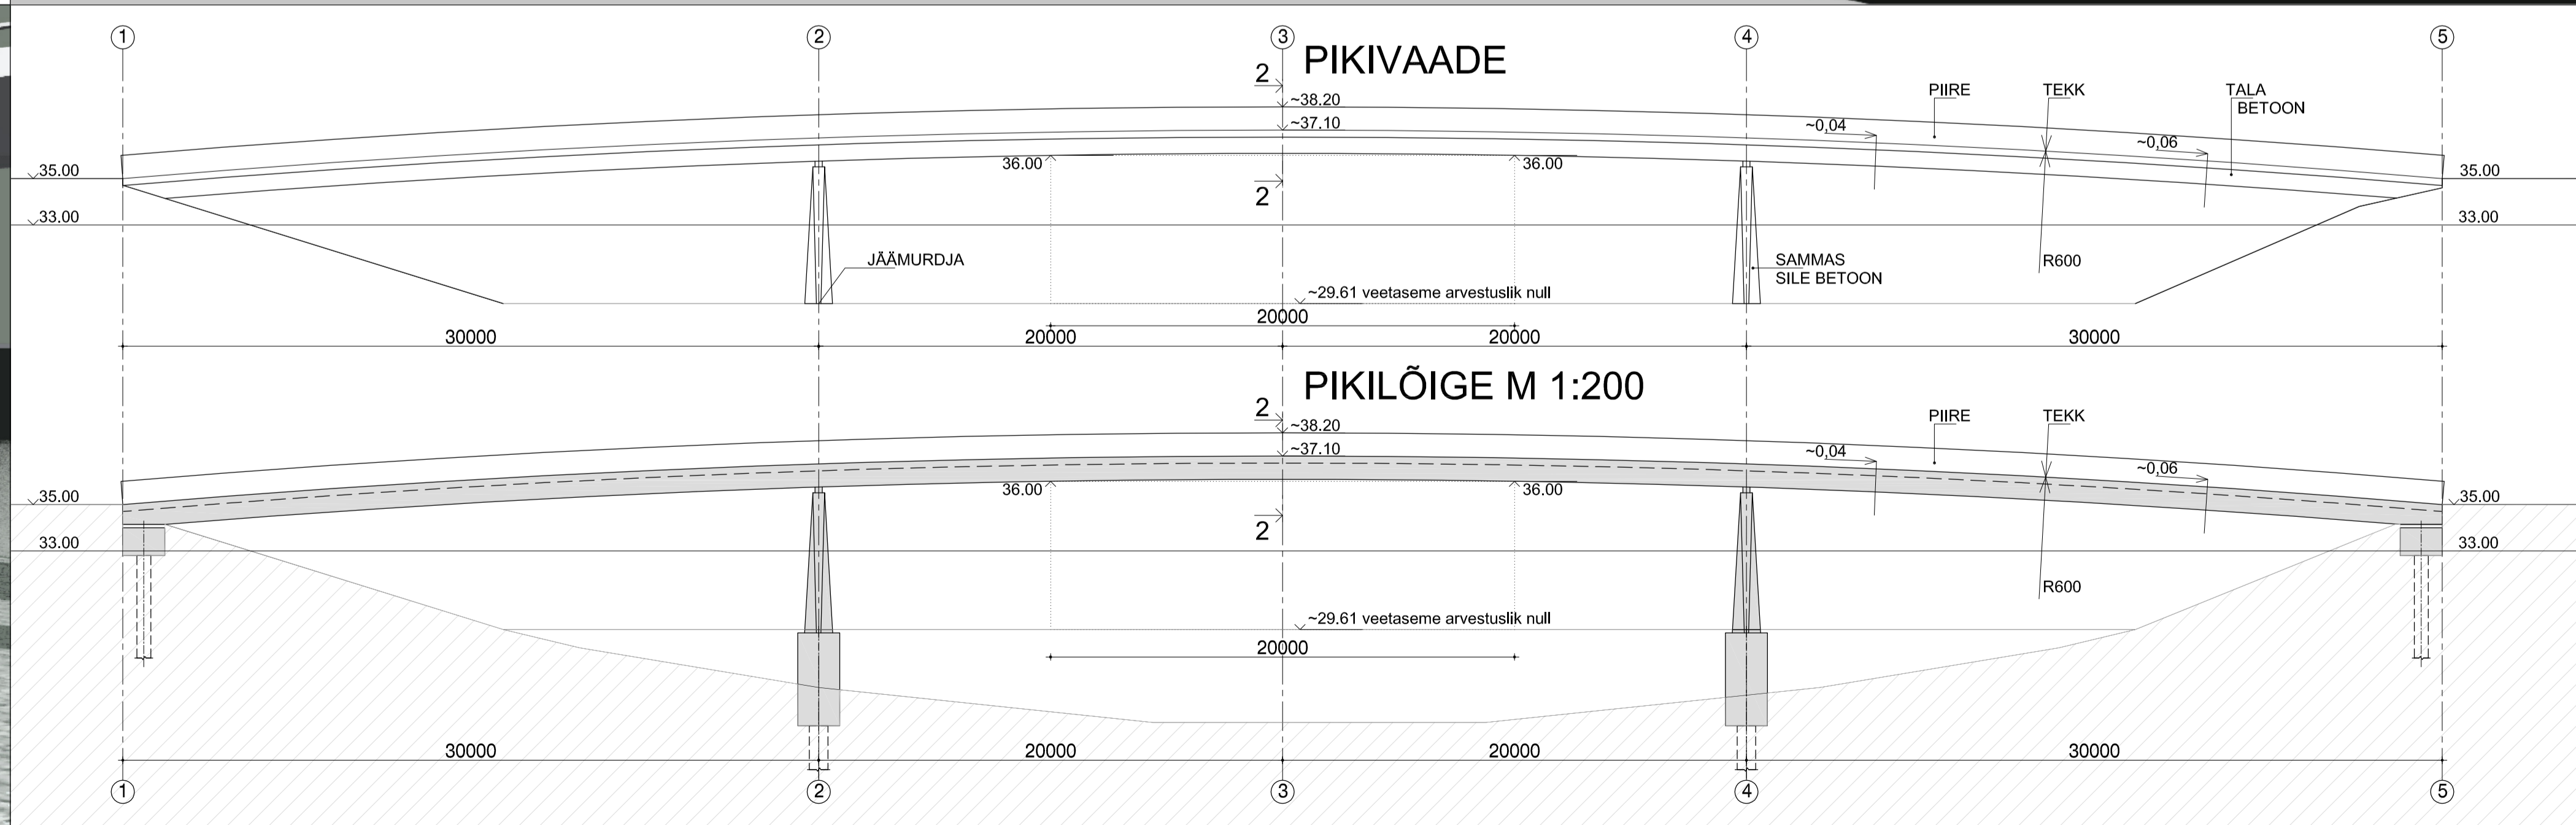 1 2 3 4 5
PIKIVAADE
2
~38.20
~37.10
PIIRE TEKK TALA
BETOON
~0,04
~0,06
36.00 36.00
35.00 35.00
2
33.00 33.00
JÄÄMURDJA
SAMMAS
SILE BETOON
R600
~29.61 veetaseme arvestuslik null
20000
30000 20000 20000 30000
PIKILÕIGE M 1:200
2
~38.20
~37.10
PIIRE TEKK
~0,04
~0,06
36.00 36.00
35.00 35.00
2
33.00 33.00
R600
~29.61 veetaseme arvestuslik null
20000
30000 20000 20000 30000
1 2 3 4 5